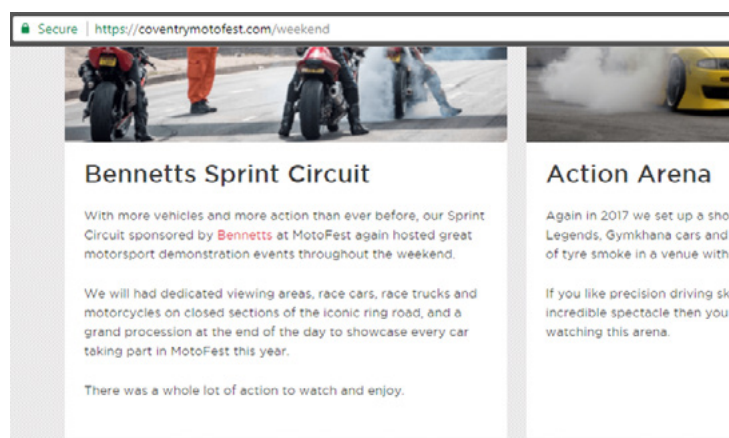 Secure | https://coventrymotofest.com/weekend
Bennetts Sprint Circuit
With more vehicles and more action than ever before, our Sprint
Circuit sponsored by Bennetts at MotoFest again hosted great
motorsport demonstration events throughout the weekend.
We will had dedicated viewing areas, race cars, race trucks and
motorcycles on closed sections of the iconic ring road, and a
grand procession at the end of the day to showcase every car
taking part in MotoFest this year.
There was a whole lot of action to watch and enjoy.
Action Arena
Again in 2017 we set up a sho
Legends, Gymkhana cars and
of tyre smoke in a venue with
If you like precision driving sk
incredible spectacle then you
watching this arena.